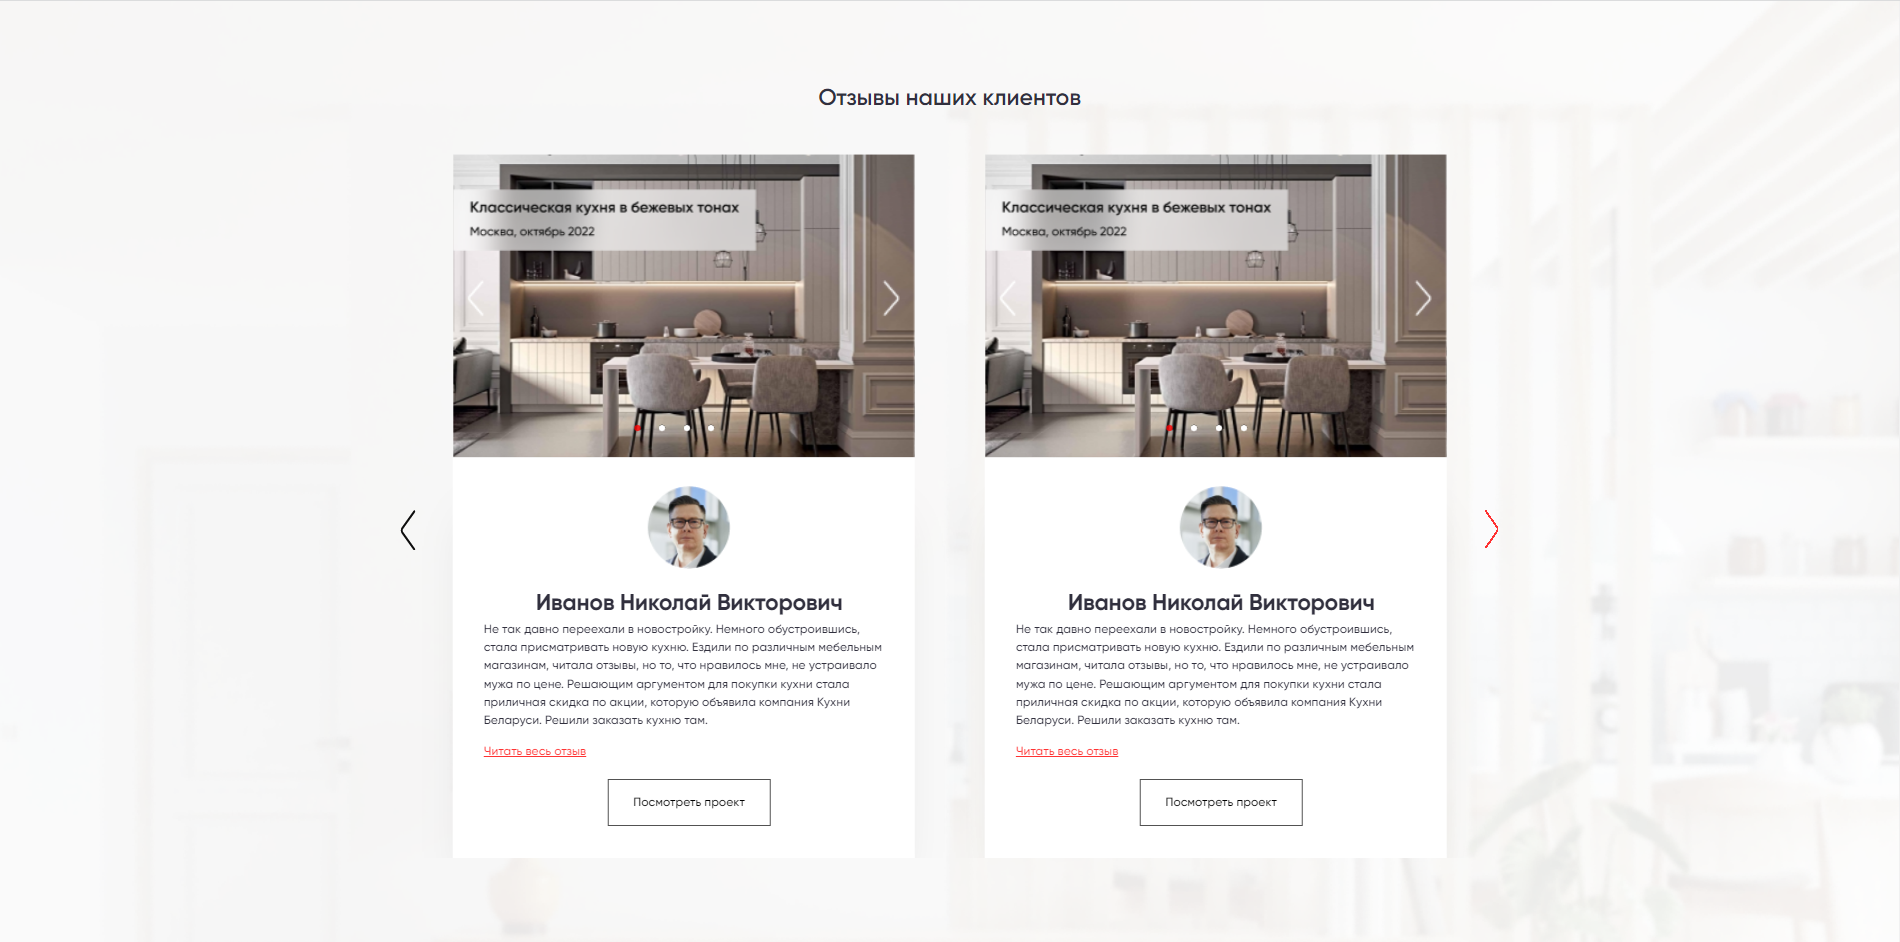 Отзывы наших клиентов
Классическая кухня в бежевых тонах
Москва, октябрь 2022
Иванов Николай Викторович
Не так давно переехали в новостройку. Немного обустроившись,
стала присматривать новую кухню. Ездили по различным мебельным
магазинам, читала отзывы, но то, что нравилось мне, не устраивало
мужа по цене. Решающим аргументом для покупки кухни стала
приличная скидка по акции, которую объявила компания Кухни
Беларуси. Решили заказать кухню там.
Читать весь отзыв
Посмотреть проект
Классическая кухня в бежевых тонах
Москва, октябрь 2022
Иванов Николай Викторович
Не так давно переехали в новостройку. Немного обустроившись,
стала присматривать новую кухню. Ездили по различным мебельным
магазинам, читала отзывы, но то, что нравилось мне, не устраивало
мужа по цене. Решающим аргументом для покупки кухни стала
приличная скидка по акции, которую объявила компания Кухни
Беларуси. Решили заказать кухню там.
Читать весь отзыв
Посмотреть проект